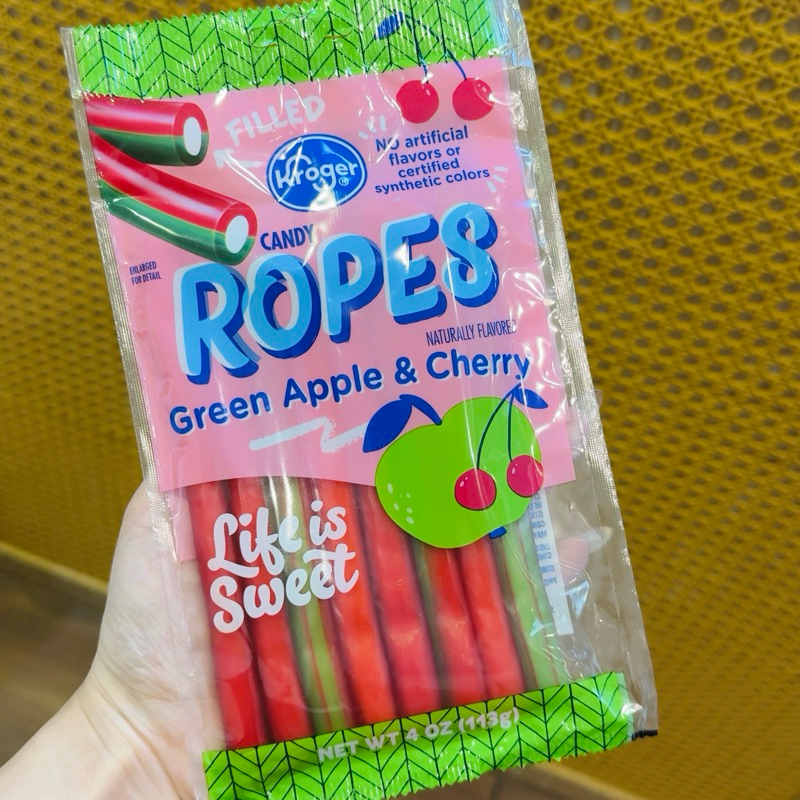 FILLED
Kroger®
No artificial
flavors or
certified
synthetic colors
ENLARGED
FOR DETAIL
CANDY
ROPES
NATURALLY FLAVORED
Green Apple & Cherry
Life is
Sweet
NET WT 4 OZ (113g)